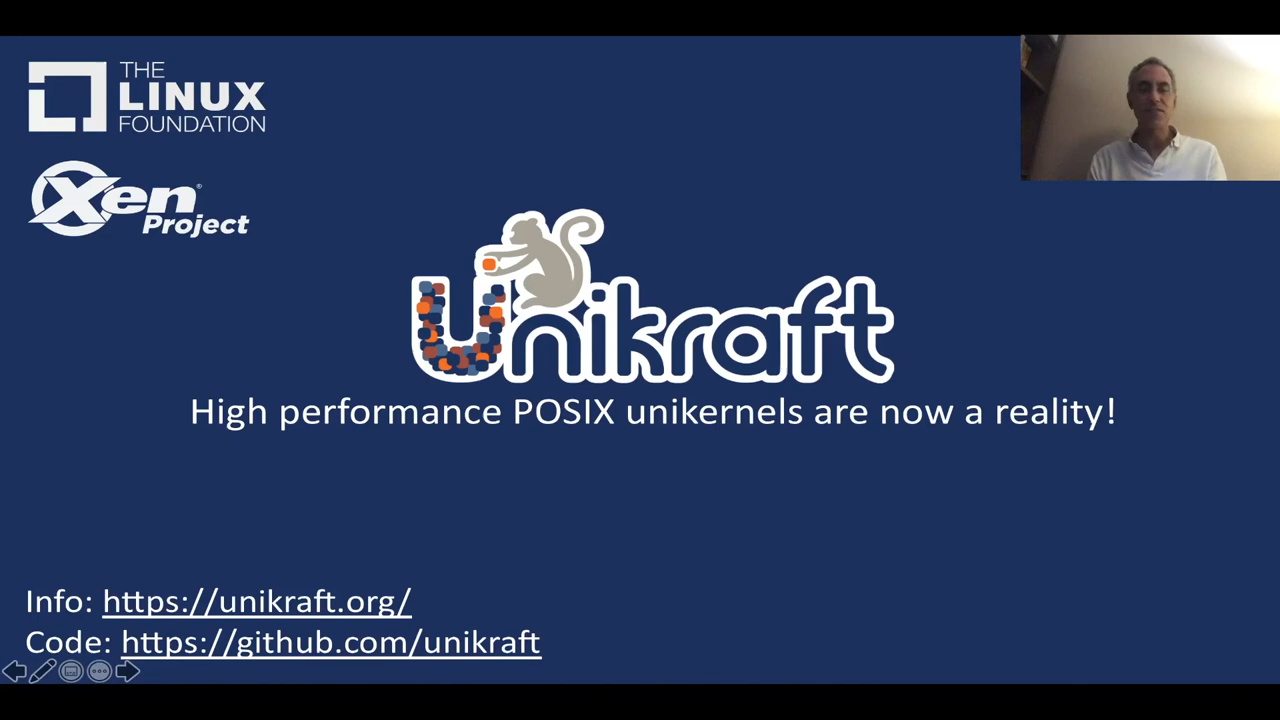 THE
LINUX
FOUNDATION
Xen®
Project
Unikraft
High performance POSIX unikernels are now a reality!
Info: https://unikraft.org/
Code: https://github.com/unikraft